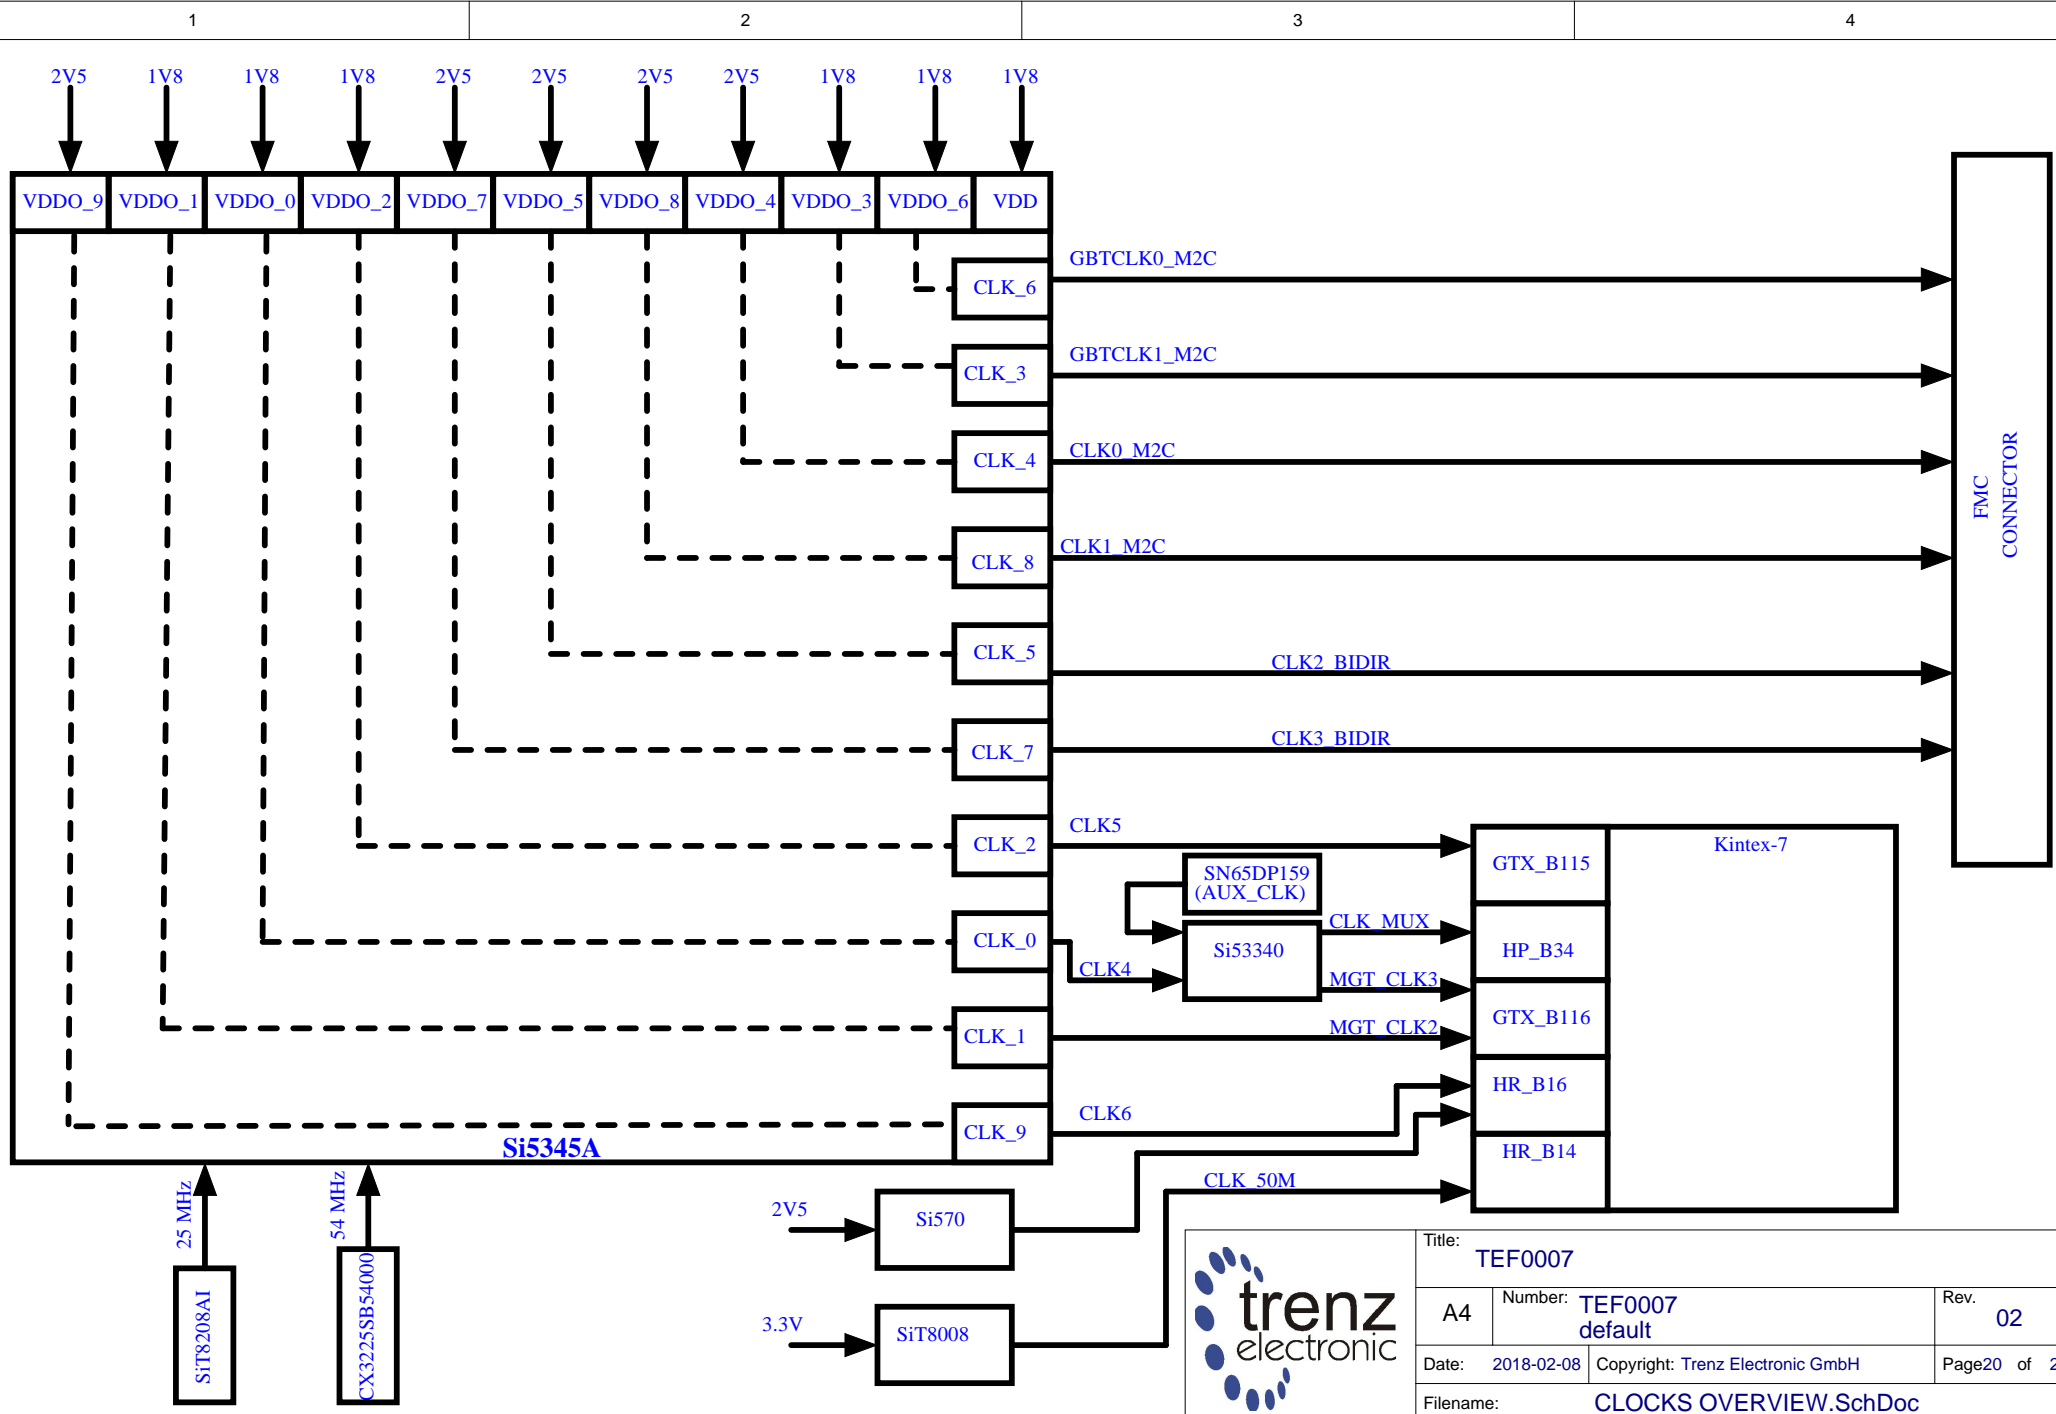 1 2 3 4
2V5 1V8 1V8 1V8 2V5 2V5 2V5 2V5 1V8 1V8 1V8
VDDO_9 VDDO_1 VDDO_0 VDDO_2 VDDO_7 VDDO_5 VDDO_8 VDDO_4 VDDO_3 VDDO_6 VDD
GBTCLK0_M2C
CLK_6
GBTCLK1_M2C
CLK_3
CLK0_M2C
CLK_4
FMC
CONNECTOR
CLK1_M2C
CLK_8
CLK_5
CLK2_BIDIR
CLK_7
CLK3_BIDIR
CLK5
CLK_2
Kintex-7
GTX_B115
SN65DP159
(AUX_CLK)
CLK_MUX
CLK_0
Si53340
HP_B34
CLK4
MGT_CLK3
GTX_B116
MGT_CLK2
CLK_1
HR_B16
CLK6
CLK_9
Si5345A
HR_B14
25 MHz
54 MHz
CLK_50M
2V5
Si570
SiT8208AI
CX3225SB54000
3.3V
SiT8008
trenz
electronic
Title:
TEF0007
A4
Number: TEF0007
default
Rev.
02
Date: 2018-02-08 Copyright: Trenz Electronic GmbH Page20 of 2
Filename: CLOCKS OVERVIEW.SchDoc